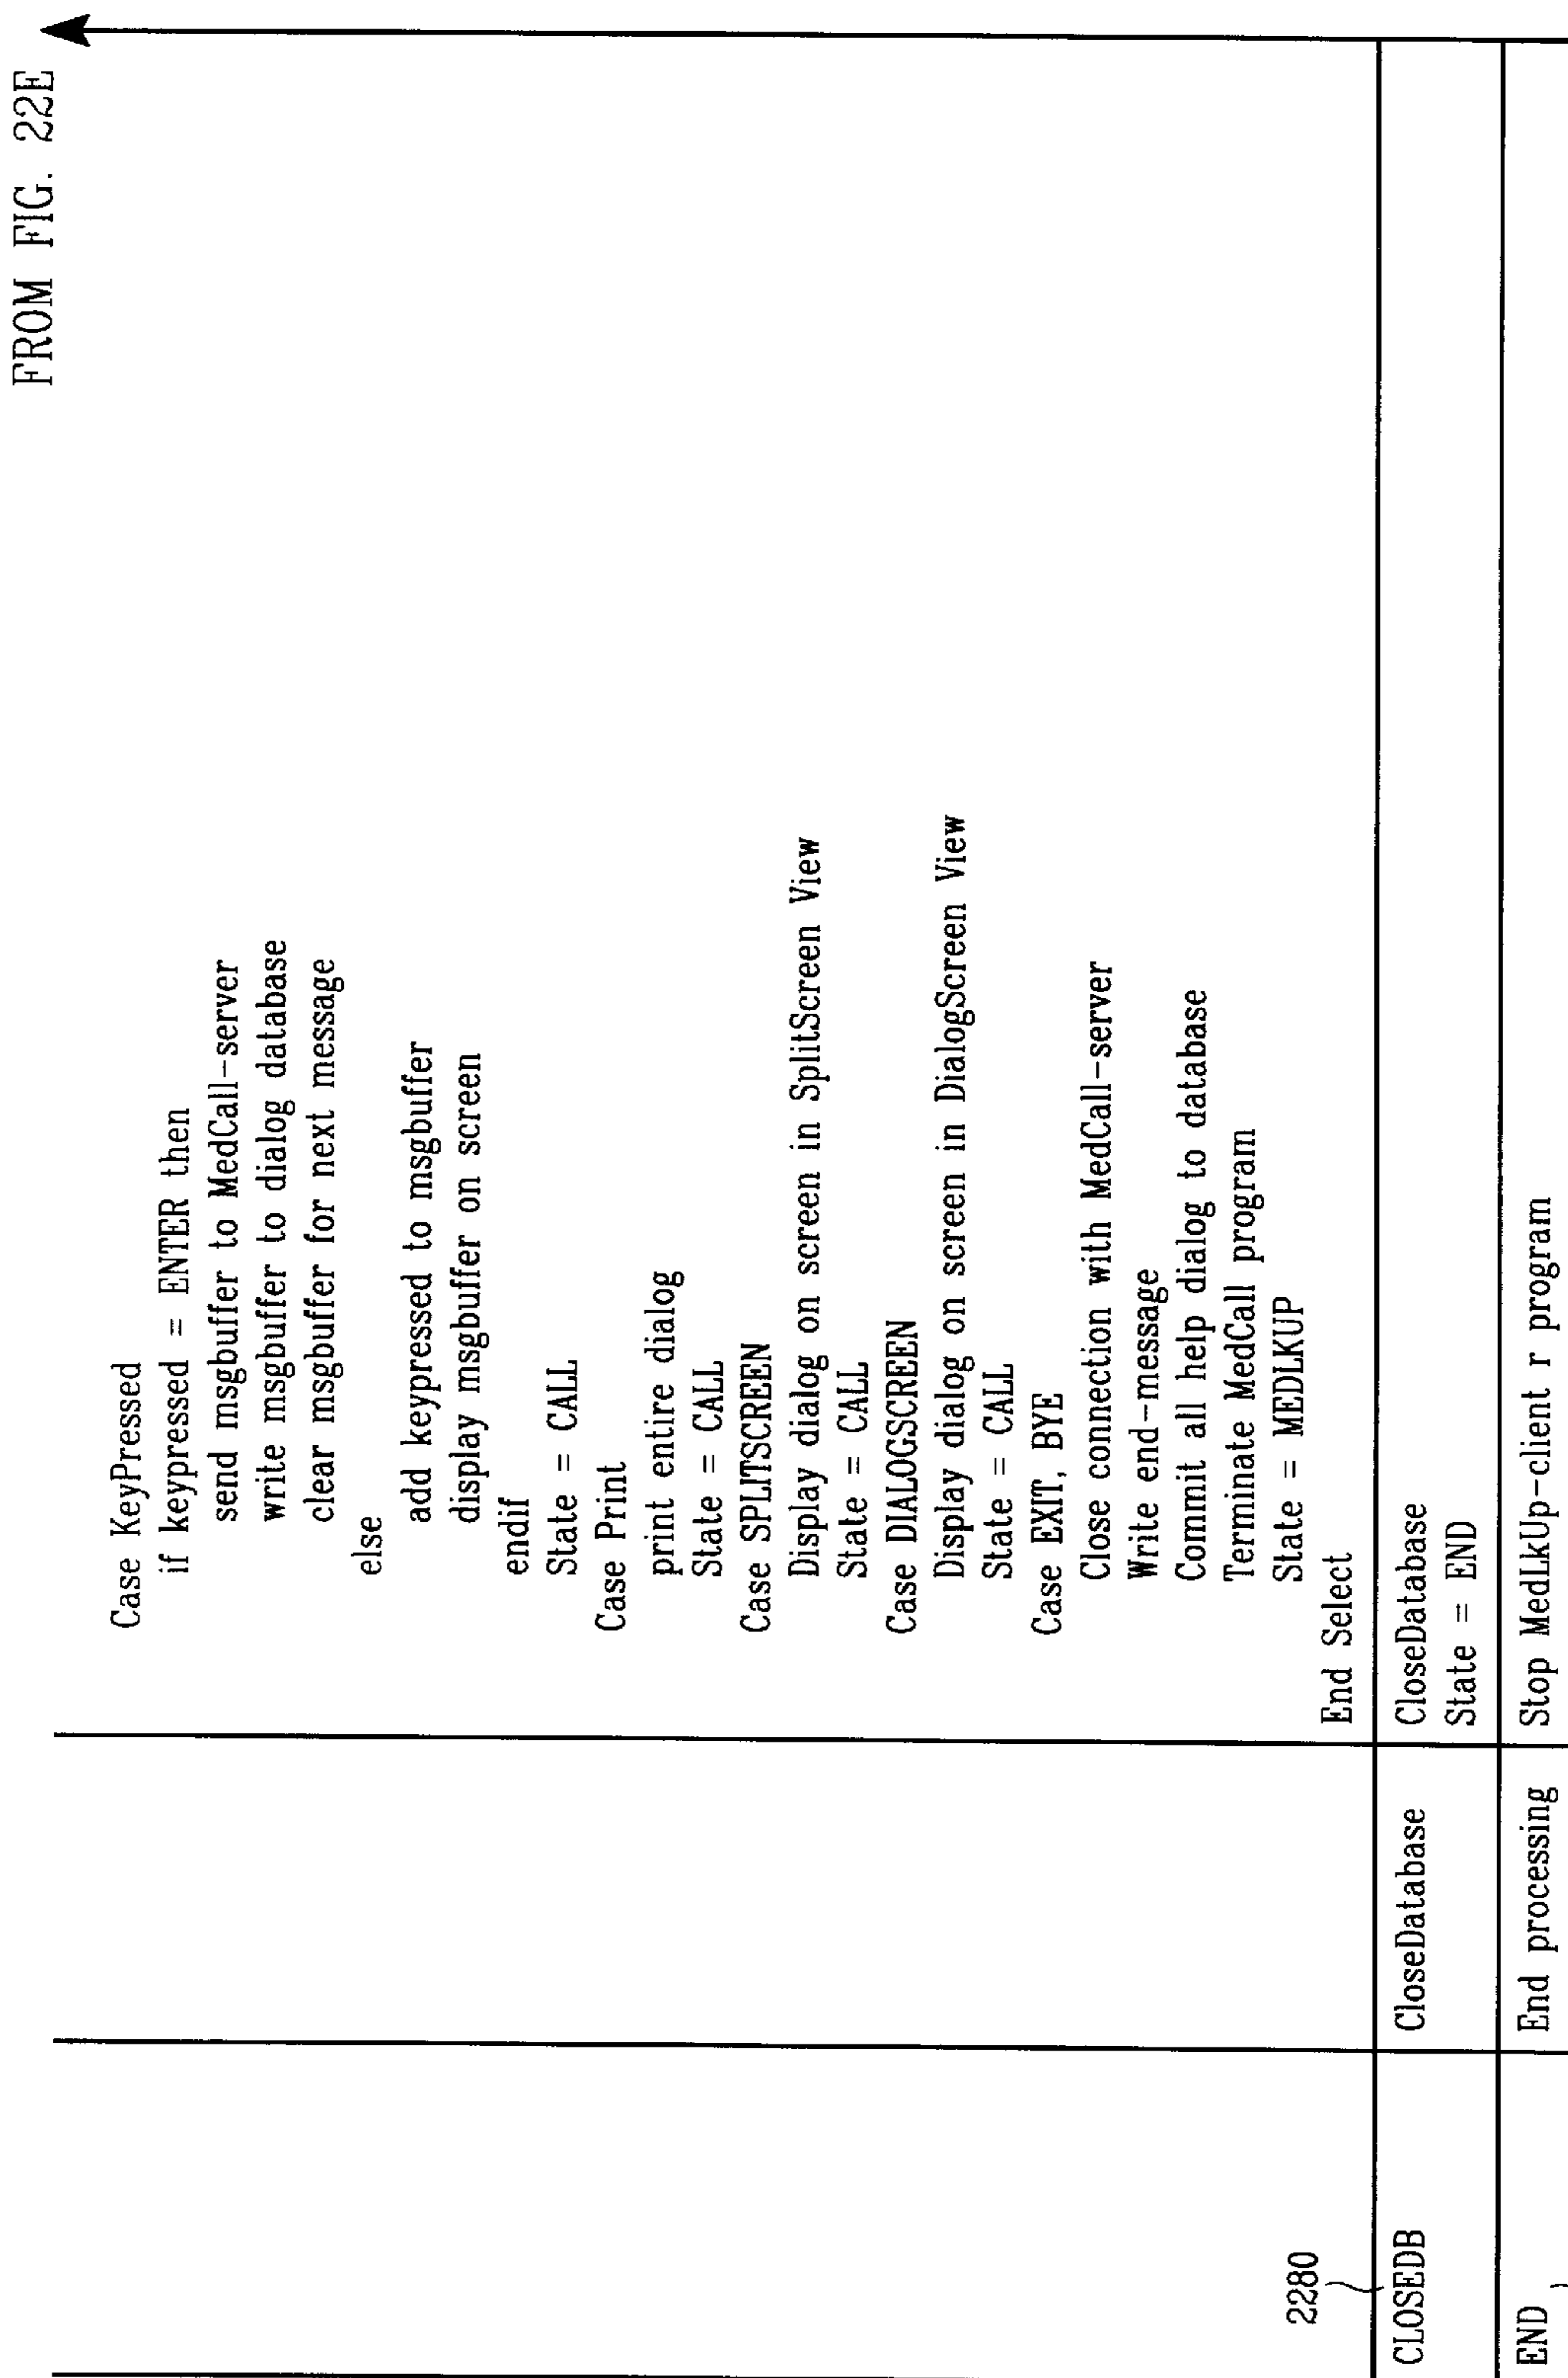 FROM FIG. 22E
Case KeyPressed
if keypressed = ENTER then
send msgbuffer to MedCall-server
write msgbuffer to dialog database
clear msgbuffer for next message
else
add keypressed to msgbuffer
display msgbuffer on screen
endif
State = CALL
Case Print
print entire dialog
State = CALL
Case SPLITSCREEN
Display dialog on screen in SplitScreen View
State = CALL
Case DIALOGSCREEN
Display dialog on screen in DialogScreen View
State = CALL
Case EXIT, BYE
Close connection with MedCall-server
Write end-message
Commit all help dialog to database
Terminate MedCall program
State = MEDLKUP
End Select
2280
CLOSEDB CloseDatabase CloseDatabase
State = END
END End processing Stop MedLkUp-client r program